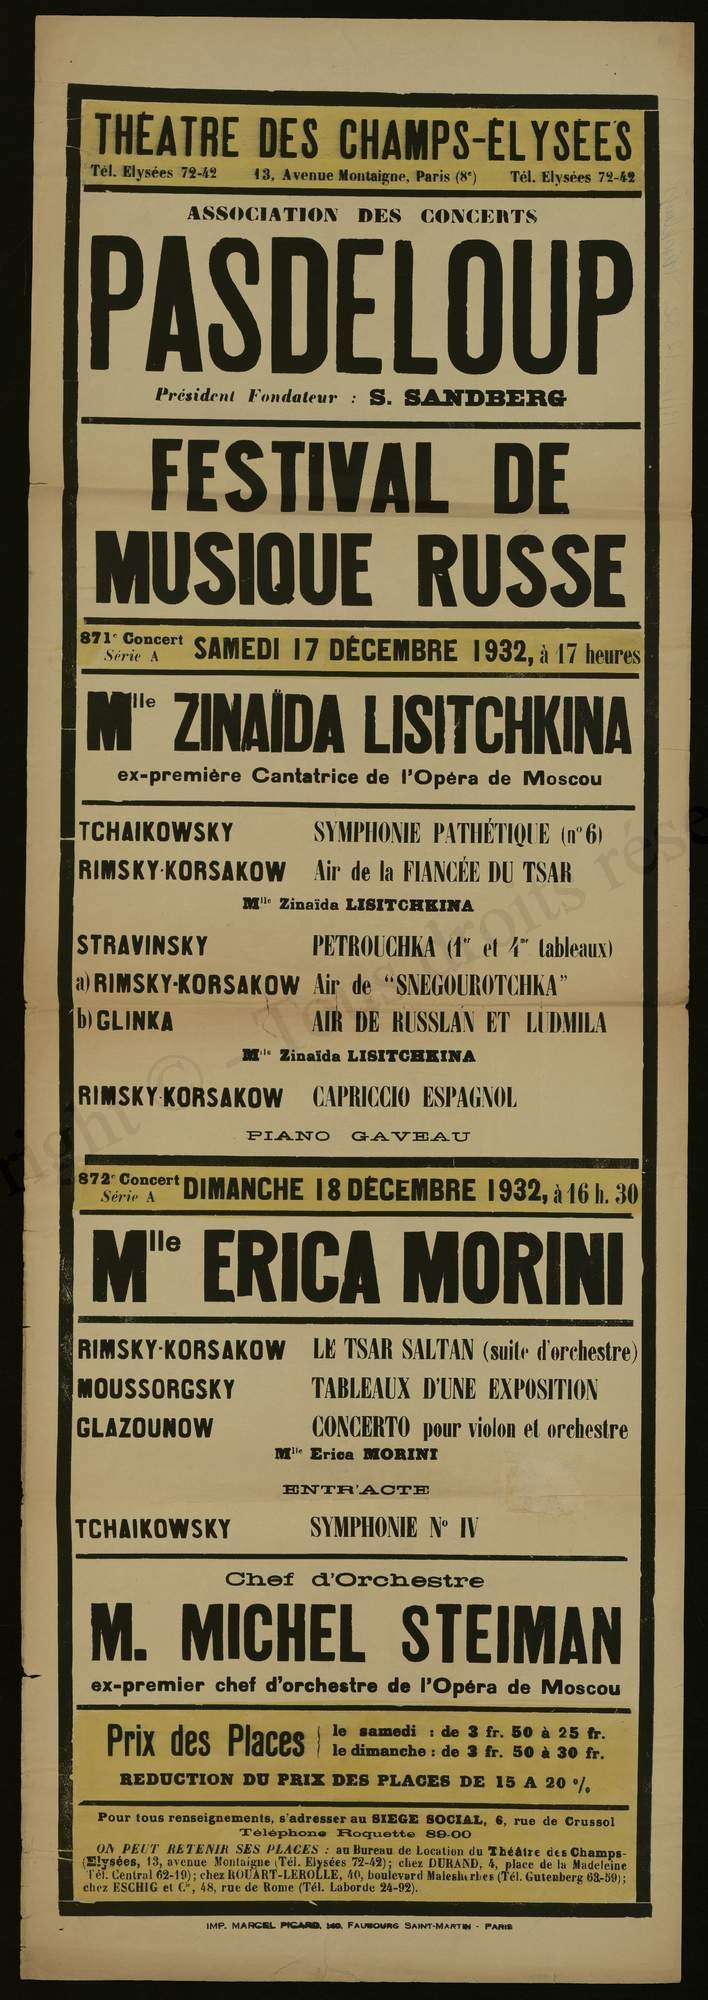 THÉATRE DES CHAMPS-ÉLYSÉES
Tél. Elysées 72-42 13, Avenue Montaigne, Paris (8e) Tél. Elysées 72-42
ASSOCIATION DES CONCERTS
PASDELOUP
Président Fondateur : S. SANDBERG
FESTIVAL DE
MUSIQUE RUSSE
871e Concert
Série A
SAMEDI 17 DÉCEMBRE 1932, à 17 heures
Mlle ZINAÏDA LISITCHKINA
ex-première Cantatrice de l'Opéra de Moscou
TCHAIKOWSKY SYMPHONIE PATHÉTIQUE (no 6)
RIMSKY-KORSAKOW Air de la FIANCÉE DU TSAR
Mlle Zinaïda LISITCHKINA
STRAVINSKY PETROUCHKA (1er et 4me tableaux)
a) RIMSKY-KORSAKOW Air de "SNEGOUROTCHKA"
b) GLINKA AIR DE RUSSLAN ET LUDMILA
Mlle Zinaïda LISITCHKINA
RIMSKY-KORSAKOW CAPRICCIO ESPAGNOL
PIANO GAVEAU
872e Concert
Série A
DIMANCHE 18 DÉCEMBRE 1932, à 16 h. 30
Mlle ERICA MORINI
RIMSKY-KORSAKOW LE TSAR SALTAN (suite d'orchestre)
MOUSSORGSKY TABLEAUX D'UNE EXPOSITION
GLAZOUNOW CONCERTO pour violon et orchestre
Mlle Erica MORINI
ENTR'ACTE
TCHAIKOWSKY SYMPHONIE No IV
Chef d'Orchestre
M. MICHEL STEIMAN
ex-premier chef d'orchestre de l'Opéra de Moscou
Prix des Places
le samedi : de 3 fr. 50 à 25 fr.
le dimanche : de 3 fr. 50 à 30 fr.
REDUCTION DU PRIX DES PLACES DE 15 A 20 %
Pour tous renseignements, s'adresser au SIEGE SOCIAL, 6, rue de Crussol
Téléphone Roquette 89-00
ON PEUT RETENIR SES PLACES : au Bureau de Location du Théâtre des Champs-
Elysées, 13, avenue Montaigne (Tél. Elysées 72-42); chez DURAND, 4, place de la Madeleine
Tél. Central 62-19); chez ROUART-LEROLLE, 40, boulevard Malesherbes (Tél. Gutenberg 63-59);
chez ESCHIG et Cie, 48, rue de Rome (Tél. Laborde 24-92).
IMP. MARCEL PICARD, 140, FAUBOURG SAINT-MARTIN - PARIS
right © – Tous droits rése